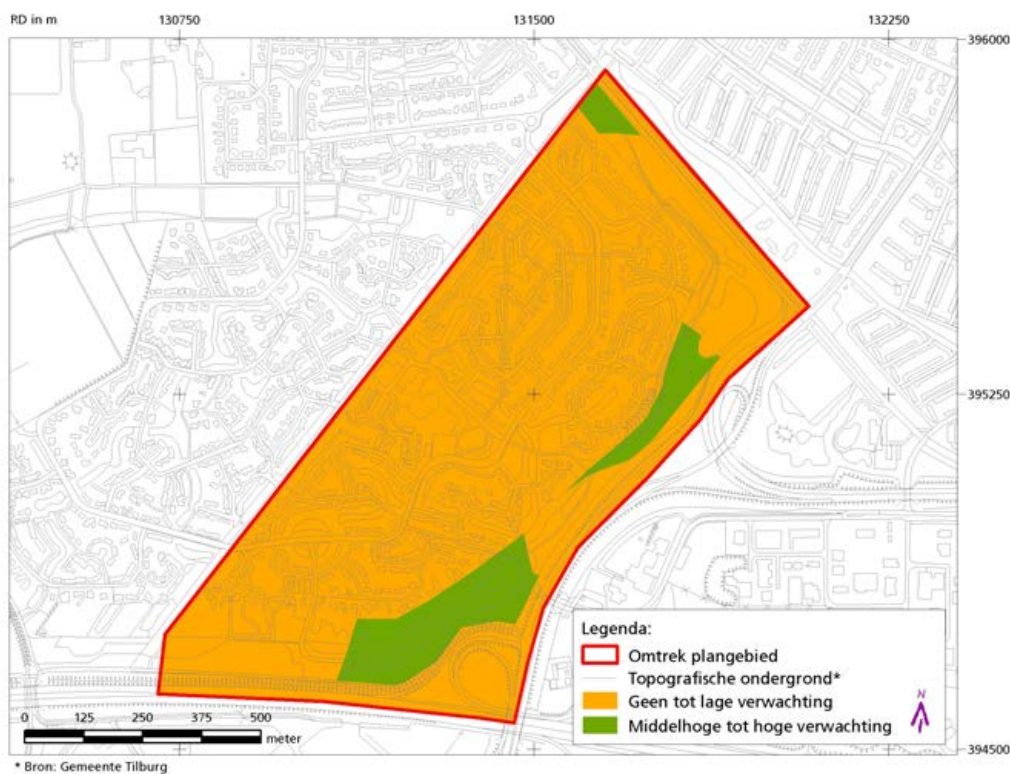 RD in m
130750
131500
132250
396000
395250
394500
Legenda:
Omtrek plangebied
Topografische ondergrond*
Geen tot lage verwachting
Middelhoge tot hoge verwachting
N
0 125 250 375 500
meter
* Bron: Gemeente Tilburg